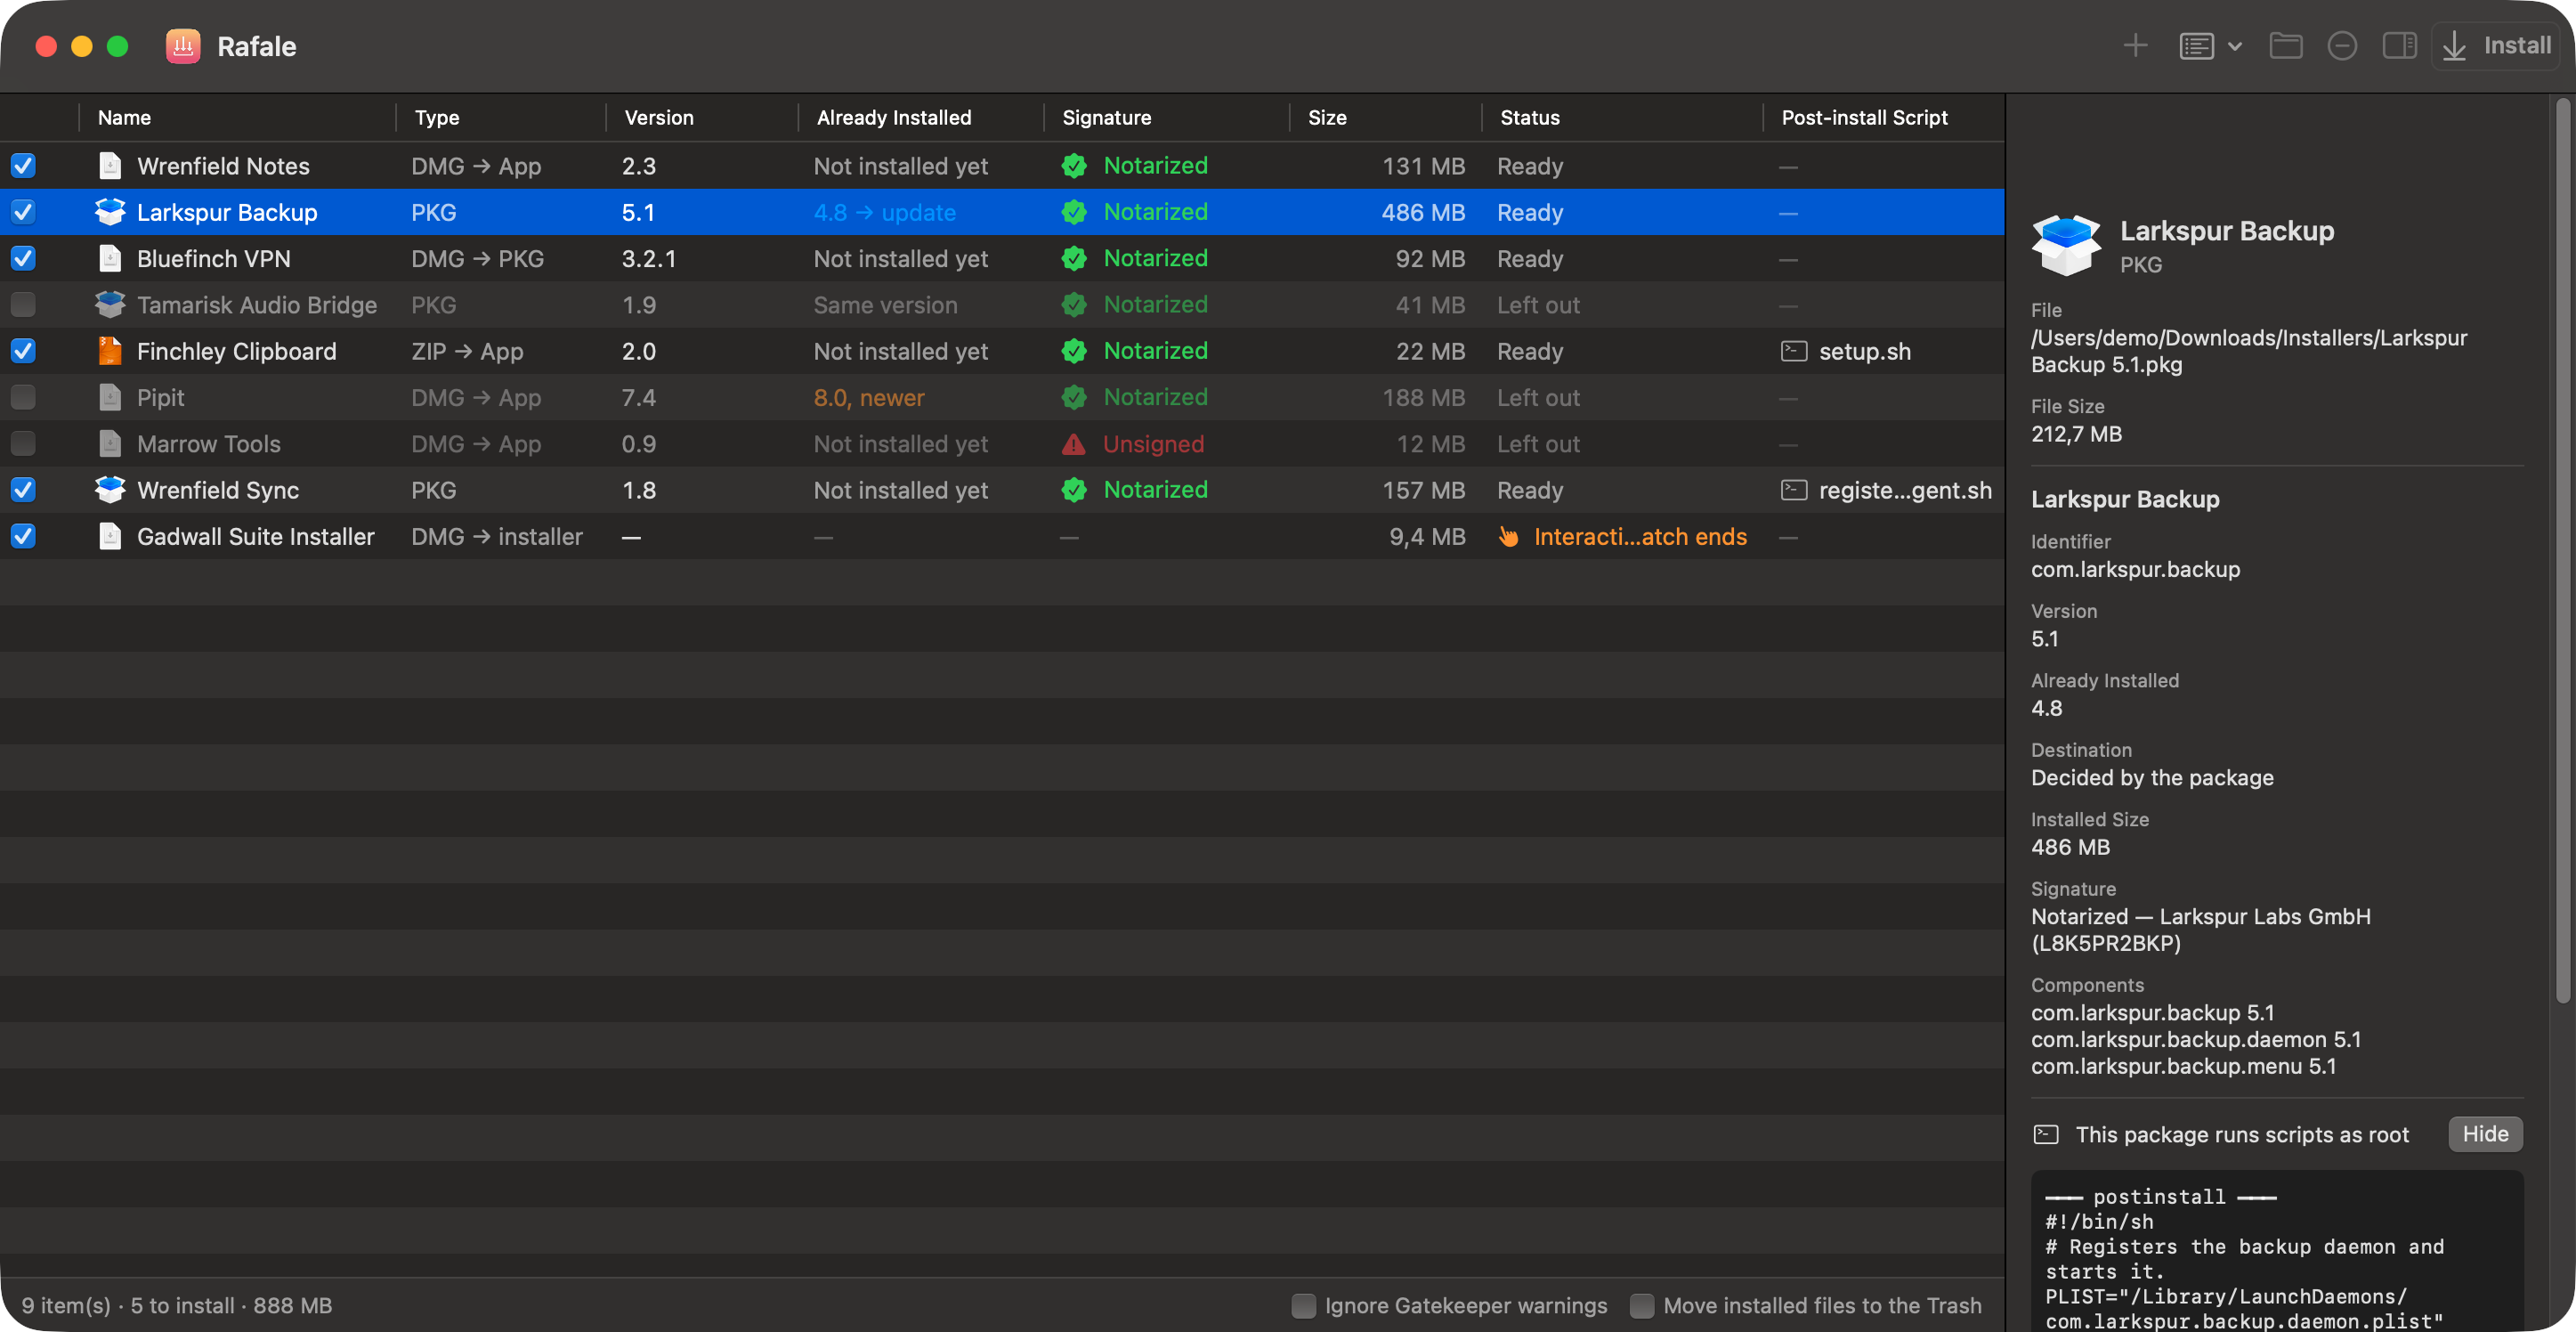 Rafale
Install
Name Type Version Already Installed Signature Size Status Post-install Script
Wrenfield Notes DMG → App 2.3 Not installed yet Notarized 131 MB Ready —
Larkspur Backup PKG 5.1 4.8 → update Notarized 486 MB Ready —
Bluefinch VPN DMG → PKG 3.2.1 Not installed yet Notarized 92 MB Ready —
Tamarisk Audio Bridge PKG 1.9 Same version Notarized 41 MB Left out —
Finchley Clipboard ZIP → App 2.0 Not installed yet Notarized 22 MB Ready setup.sh
Pipit DMG → App 7.4 8.0, newer Notarized 188 MB Left out —
Marrow Tools DMG → App 0.9 Not installed yet Unsigned 12 MB Left out —
Wrenfield Sync PKG 1.8 Not installed yet Notarized 157 MB Ready registe...gent.sh
Gadwall Suite Installer DMG → installer — — — 9,4 MB Interacti...atch ends —
9 item(s) · 5 to install · 888 MB
Ignore Gatekeeper warnings
Move installed files to the Trash
Larkspur Backup
PKG
File
/Users/demo/Downloads/Installers/Larkspur
Backup 5.1.pkg
File Size
212,7 MB
Larkspur Backup
Identifier
com.larkspur.backup
Version
5.1
Already Installed
4.8
Destination
Decided by the package
Installed Size
486 MB
Signature
Notarized — Larkspur Labs GmbH
(L8K5PR2BKP)
Components
com.larkspur.backup 5.1
com.larkspur.backup.daemon 5.1
com.larkspur.backup.menu 5.1
This package runs scripts as root
Hide
─── postinstall ───
#!/bin/sh
# Registers the backup daemon and
starts it.
PLIST="/Library/LaunchDaemons/
com.larkspur.backup.daemon.plist"